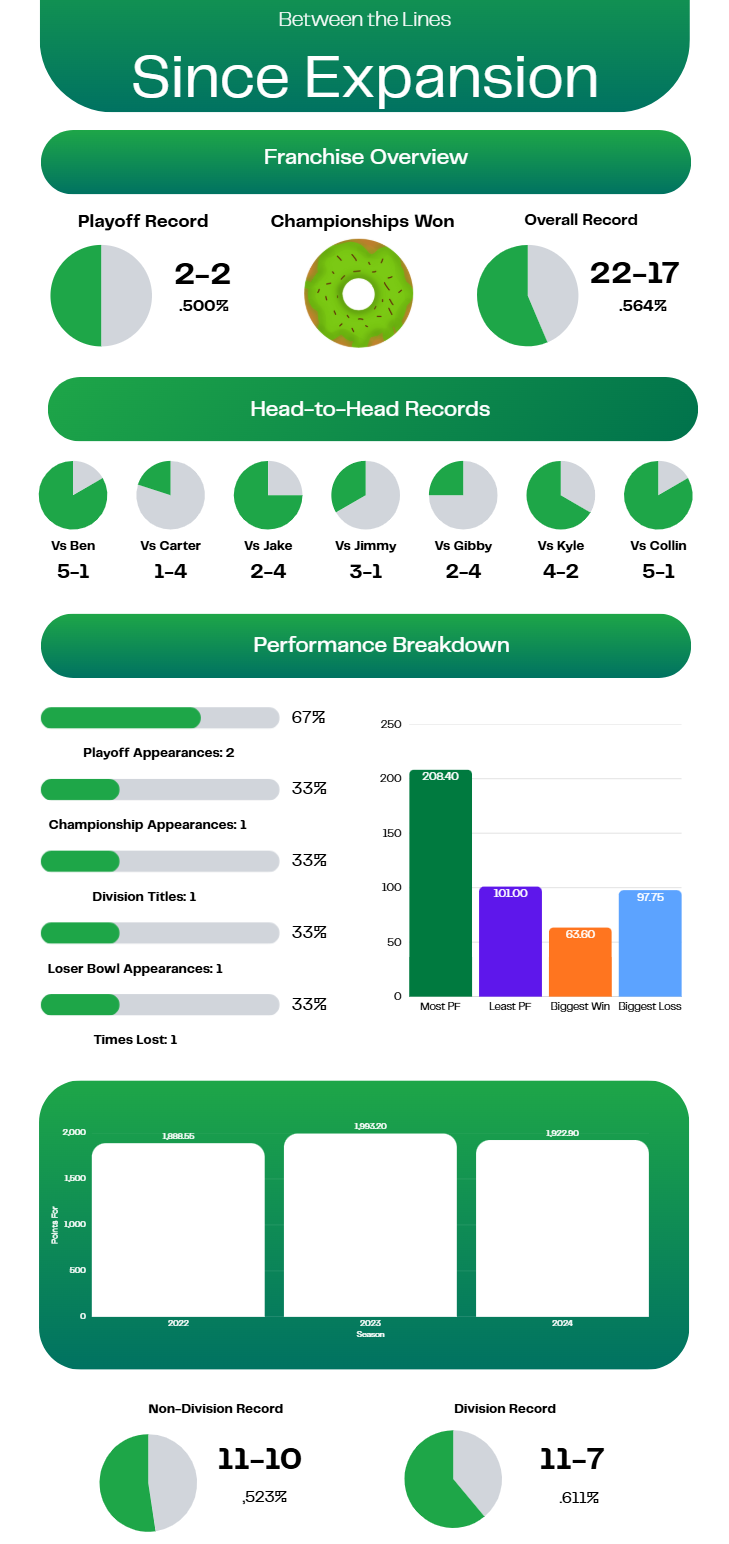 Between the Lines
Since Expansion
Franchise Overview
Playoff Record
2-2
.500%
Championships Won
Overall Record
22-17
.564%
Head-to-Head Records
Vs Ben
5-1
Vs Carter
1-4
Vs Jake
2-4
Vs Jimmy
3-1
Vs Gibby
2-4
Vs Kyle
4-2
Vs Collin
5-1
Performance Breakdown
67%
Playoff Appearances: 2
33%
Championship Appearances: 1
33%
Division Titles: 1
33%
Loser Bowl Appearances: 1
33%
Times Lost: 1
250
200
150
100
50
0
208.40
101.00
63.60
97.75
Most PF
Least PF
Biggest Win
Biggest Loss
Points For
2,000
1,500
1,000
500
0
1,888.55
1,993.20
1,922.90
2022
2023
2024
Season
Non-Division Record
11-10
,523%
Division Record
11-7
.611%